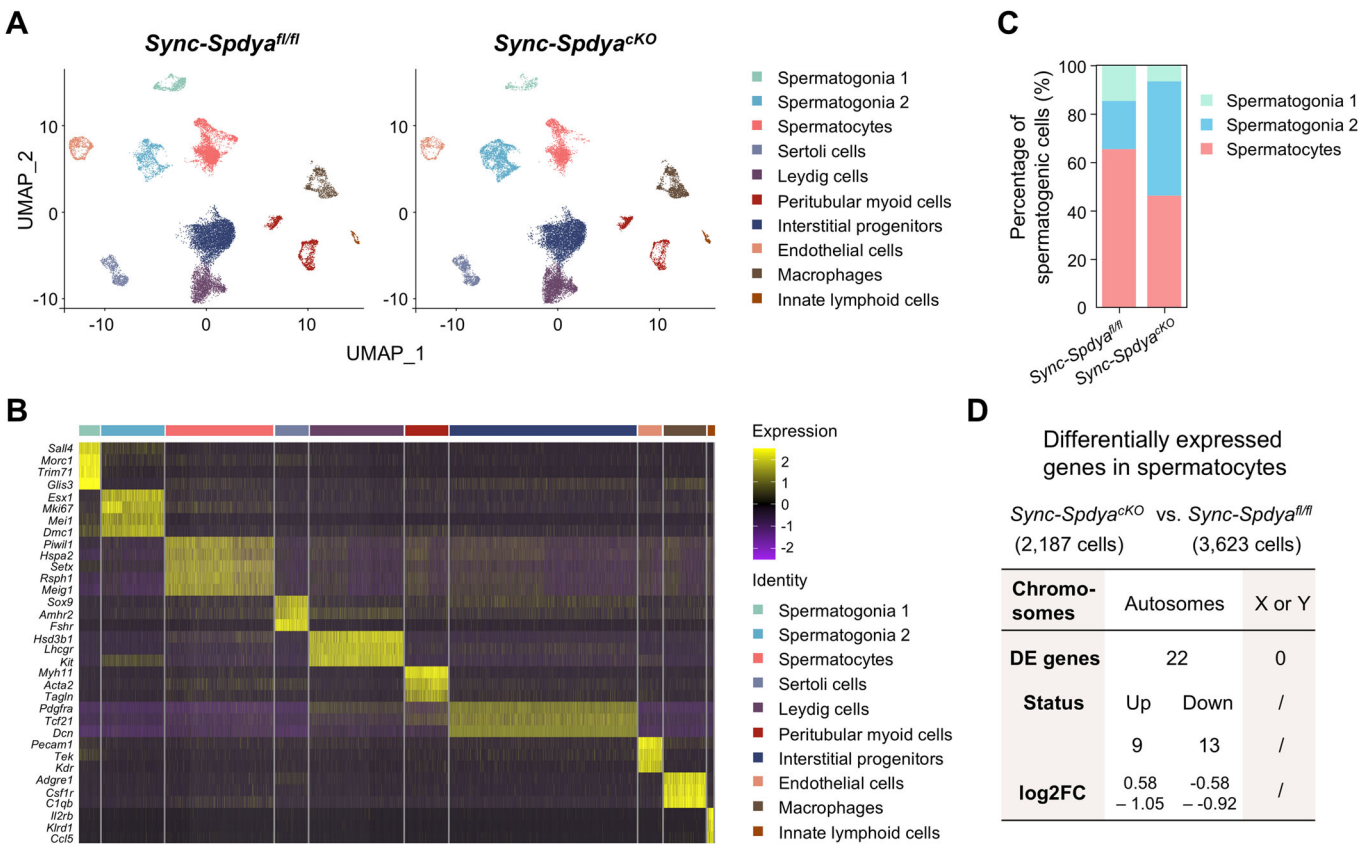 A
Sync-Spdya^fl/fl
Sync-Spdya^cKO
UMAP_2
10
0
-10
-10
0
10
-10
0
10
UMAP_1
Spermatogonia 1
Spermatogonia 2
Spermatocytes
Sertoli cells
Leydig cells
Peritubular myoid cells
Interstitial progenitors
Endothelial cells
Macrophages
Innate lymphoid cells
C
Percentage of
spermatogenic cells (%)
100
80
60
40
20
0
Sync-Spdya^fl/fl
Sync-Spdya^cKO
Spermatogonia 1
Spermatogonia 2
Spermatocytes
B
Sall4
Morc1
Trim71
Glis3
Esx1
Mki67
Mei1
Dmc1
Piwil1
Hspa2
Setx
Rsph1
Meig1
Sox9
Amhr2
Fshr
Hsd3b1
Lhcgr
Kit
Myh11
Acta2
Tagln
Pdgfra
Tcf21
Dcn
Pecam1
Tek
Kdr
Adgre1
Csf1r
C1qb
Il2rb
Klrd1
Ccl5
Expression
2
1
0
-1
-2
Identity
Spermatogonia 1
Spermatogonia 2
Spermatocytes
Sertoli cells
Leydig cells
Peritubular myoid cells
Interstitial progenitors
Endothelial cells
Macrophages
Innate lymphoid cells
D
Differentially expressed
genes in spermatocytes
Sync-Spdya^cKO vs. Sync-Spdya^fl/fl
(2,187 cells) (3,623 cells)
Chromo-
somes Autosomes X or Y
DE genes 22 0
Status Up Down /
9 13 /
log2FC 0.58 – 1.05 -0.58 – -0.92 /